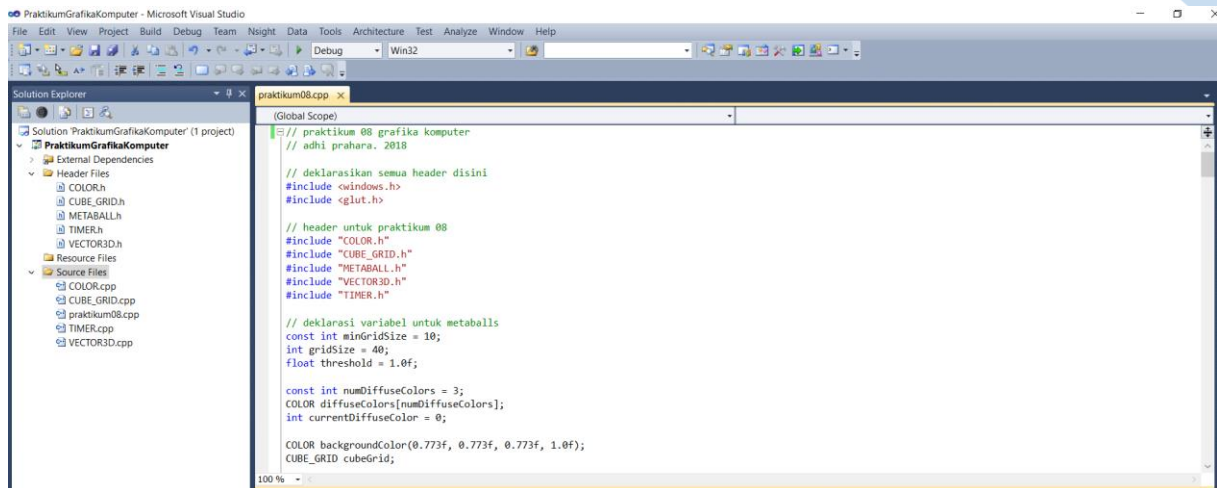 PraktikumGrafikaKomputer - Microsoft Visual Studio
File Edit View Project Build Debug Team Nsight Data Tools Architecture Test Analyze Window Help
Debug Win32
Solution Explorer
praktikum08.cpp
(Global Scope)
Solution 'PraktikumGrafikaKomputer' (1 project)
PraktikumGrafikaKomputer
External Dependencies
Header Files
COLOR.h
CUBE_GRID.h
METABALL.h
TIMER.h
VECTOR3D.h
Resource Files
Source Files
COLOR.cpp
CUBE_GRID.cpp
praktikum08.cpp
TIMER.cpp
VECTOR3D.cpp
// praktikum 08 grafika komputer
// adhi prahara. 2018
// deklarasikan semua header disini
#include <windows.h>
#include <glut.h>
// header untuk praktikum 08
#include "COLOR.h"
#include "CUBE_GRID.h"
#include "METABALL.h"
#include "VECTOR3D.h"
#include "TIMER.h"
// deklarasi variabel untuk metaballs
const int minGridSize = 10;
int gridSize = 40;
float threshold = 1.0f;
const int numDiffuseColors = 3;
COLOR diffuseColors[numDiffuseColors];
int currentDiffuseColor = 0;
COLOR backgroundColor(0.773f, 0.773f, 0.773f, 1.0f);
CUBE_GRID cubeGrid;
100 %